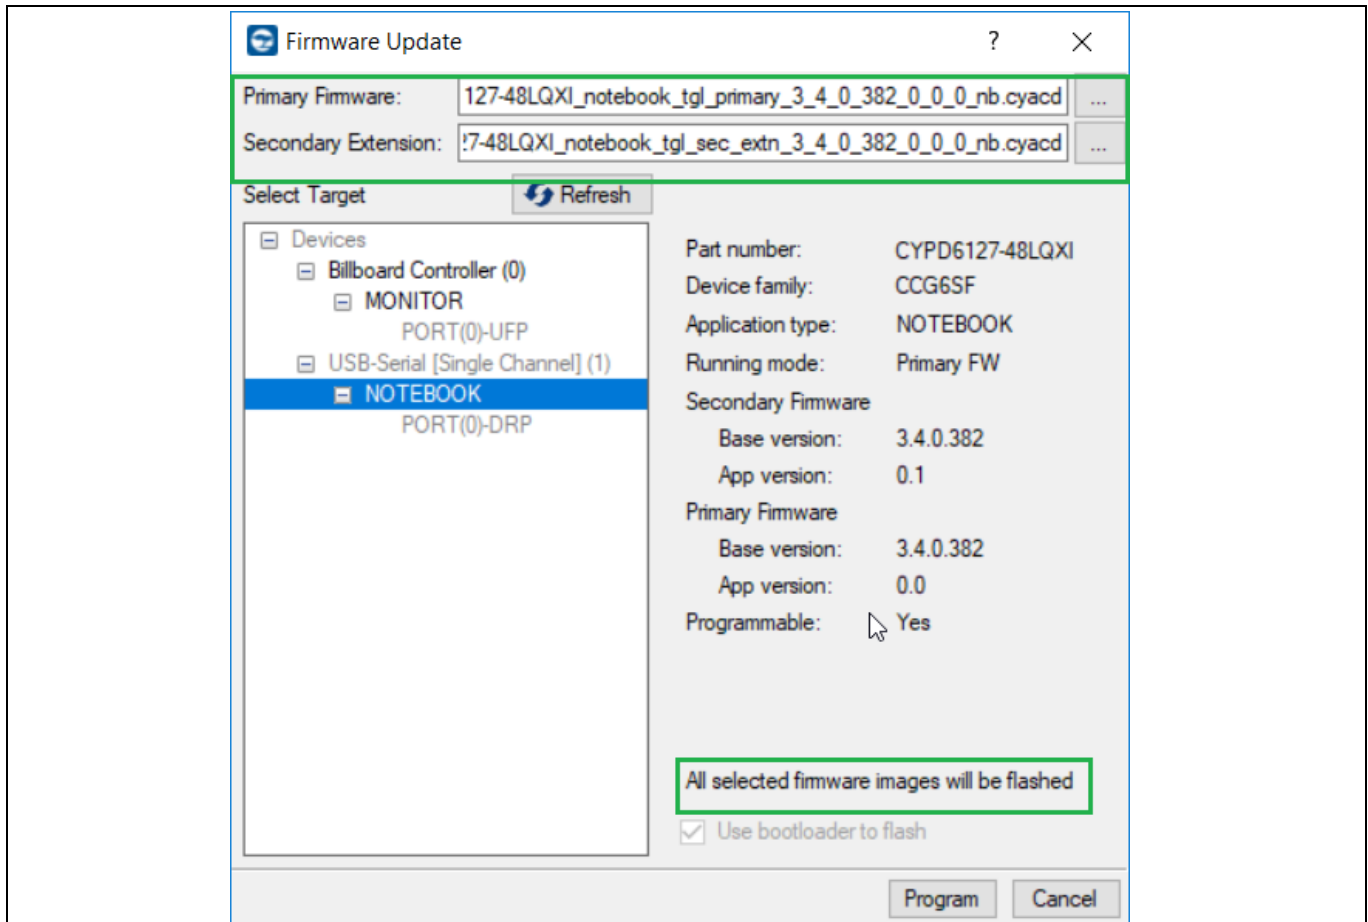 Firmware Update ?
Primary Firmware: 127-48LQXI_notebook_tgl_primary_3_4_0_382_0_0_0_nb.cyacd ...
Secondary Extension: !7-48LQXI_notebook_tgl_sec_extn_3_4_0_382_0_0_0_nb.cyacd ...
Select Target Refresh
Devices
Billboard Controller (0)
MONITOR
PORT(0)-UFP
USB-Serial [Single Channel] (1)
NOTEBOOK
PORT(0)-DRP
Part number: CYPD6127-48LQXI
Device family: CCG6SF
Application type: NOTEBOOK
Running mode: Primary FW
Secondary Firmware
Base version: 3.4.0.382
App version: 0.1
Primary Firmware
Base version: 3.4.0.382
App version: 0.0
Programmable: Yes
All selected firmware images will be flashed
Use bootloader to flash
Program Cancel